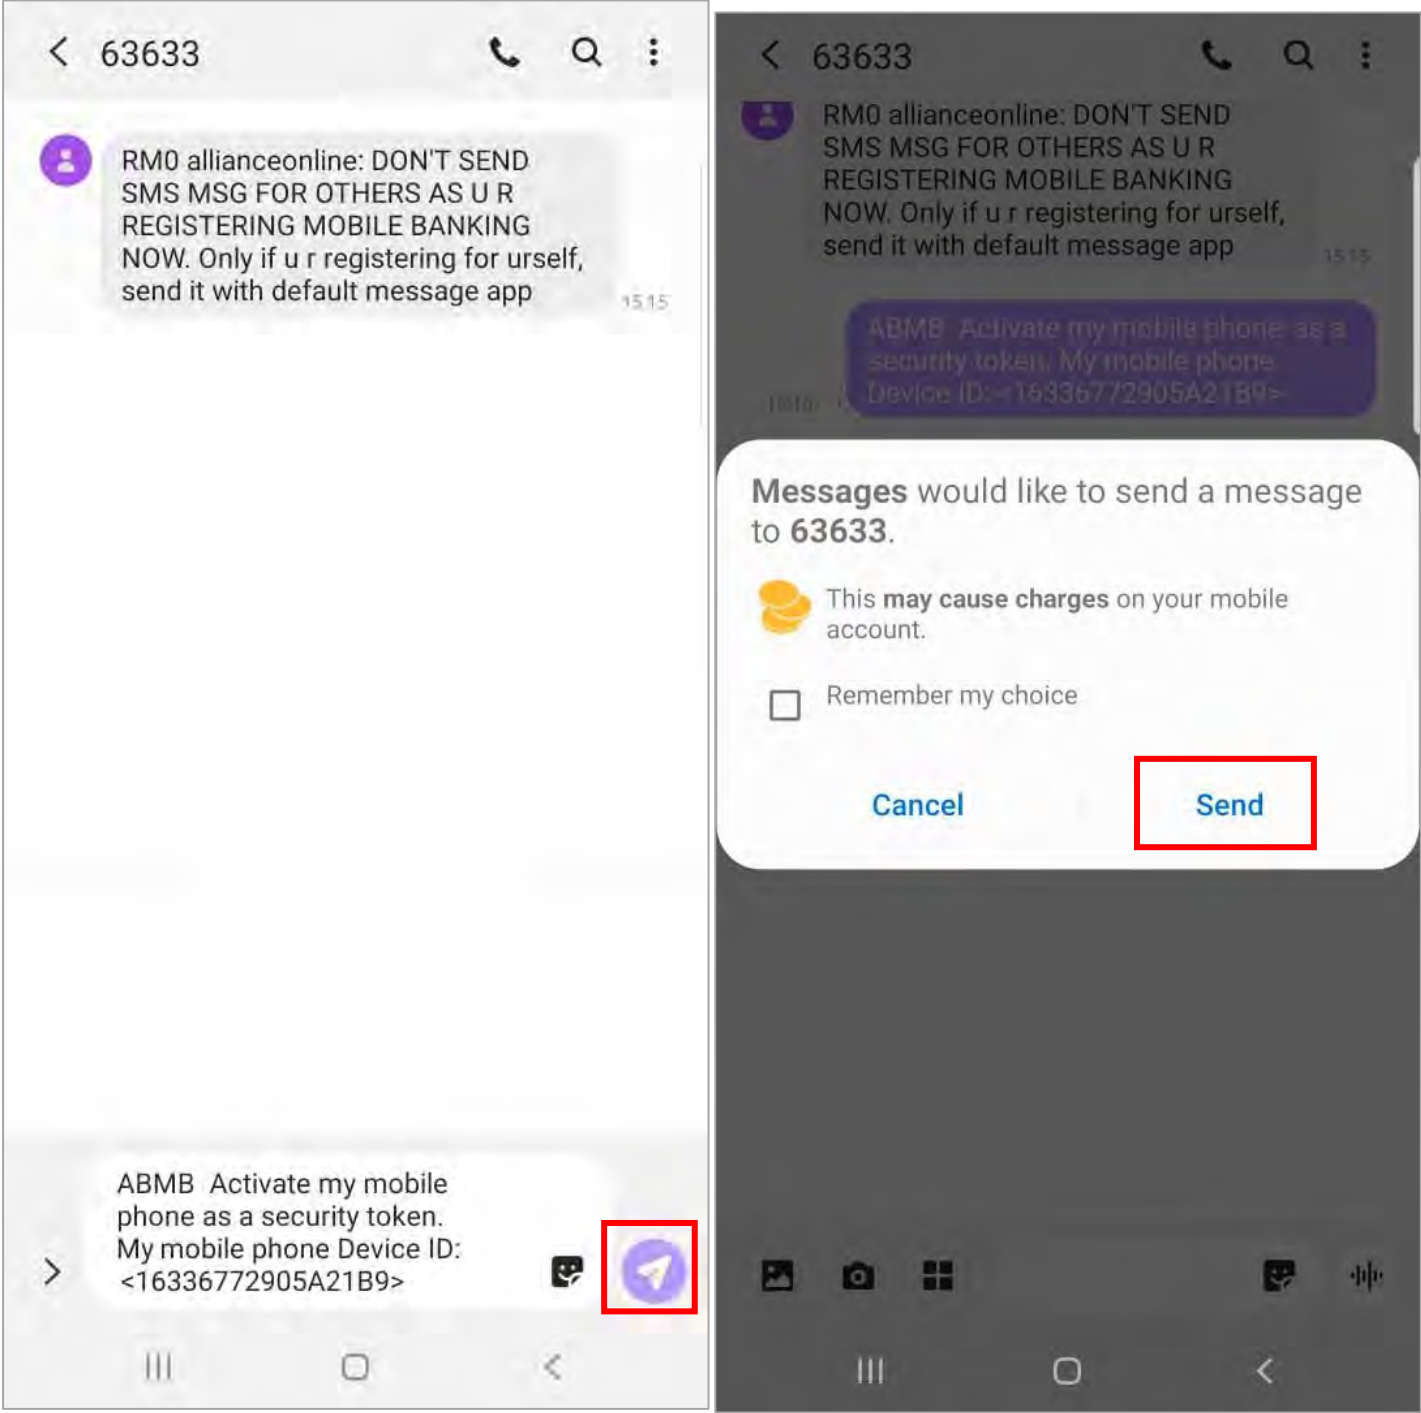 63633
RM0 allianceonline: DON'T SEND
SMS MSG FOR OTHERS AS U R
REGISTERING MOBILE BANKING
NOW. Only if u r registering for urself,
send it with default message app
15:15
ABMB  Activate my mobile
phone as a security token.
My mobile phone Device ID:
<16336772905A21B9>
63633
RM0 allianceonline: DON'T SEND
SMS MSG FOR OTHERS AS U R
REGISTERING MOBILE BANKING
NOW. Only if u r registering for urself,
send it with default message app
15:15
ABMB  Activate my mobile phone as a
security token. My mobile phone
Device ID:<16336772905A21B9>
Messages would like to send a message
to 63633.
This may cause charges on your mobile
account.
Remember my choice
Cancel Send